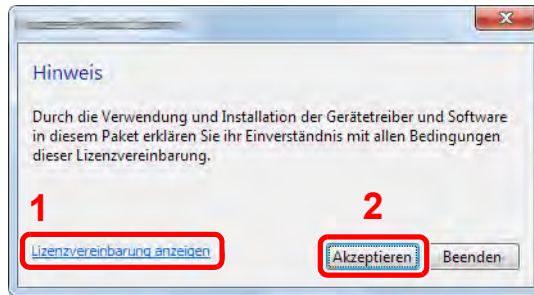 Hinweis
Durch die Verwendung und Installation der Gerätetreiber und Software
in diesem Paket erklären Sie ihr Einverständnis mit allen Bedingungen
dieser Lizenzvereinbarung.
1
2
Lizenzvereinbarung anzeigen
Akzeptieren
Beenden